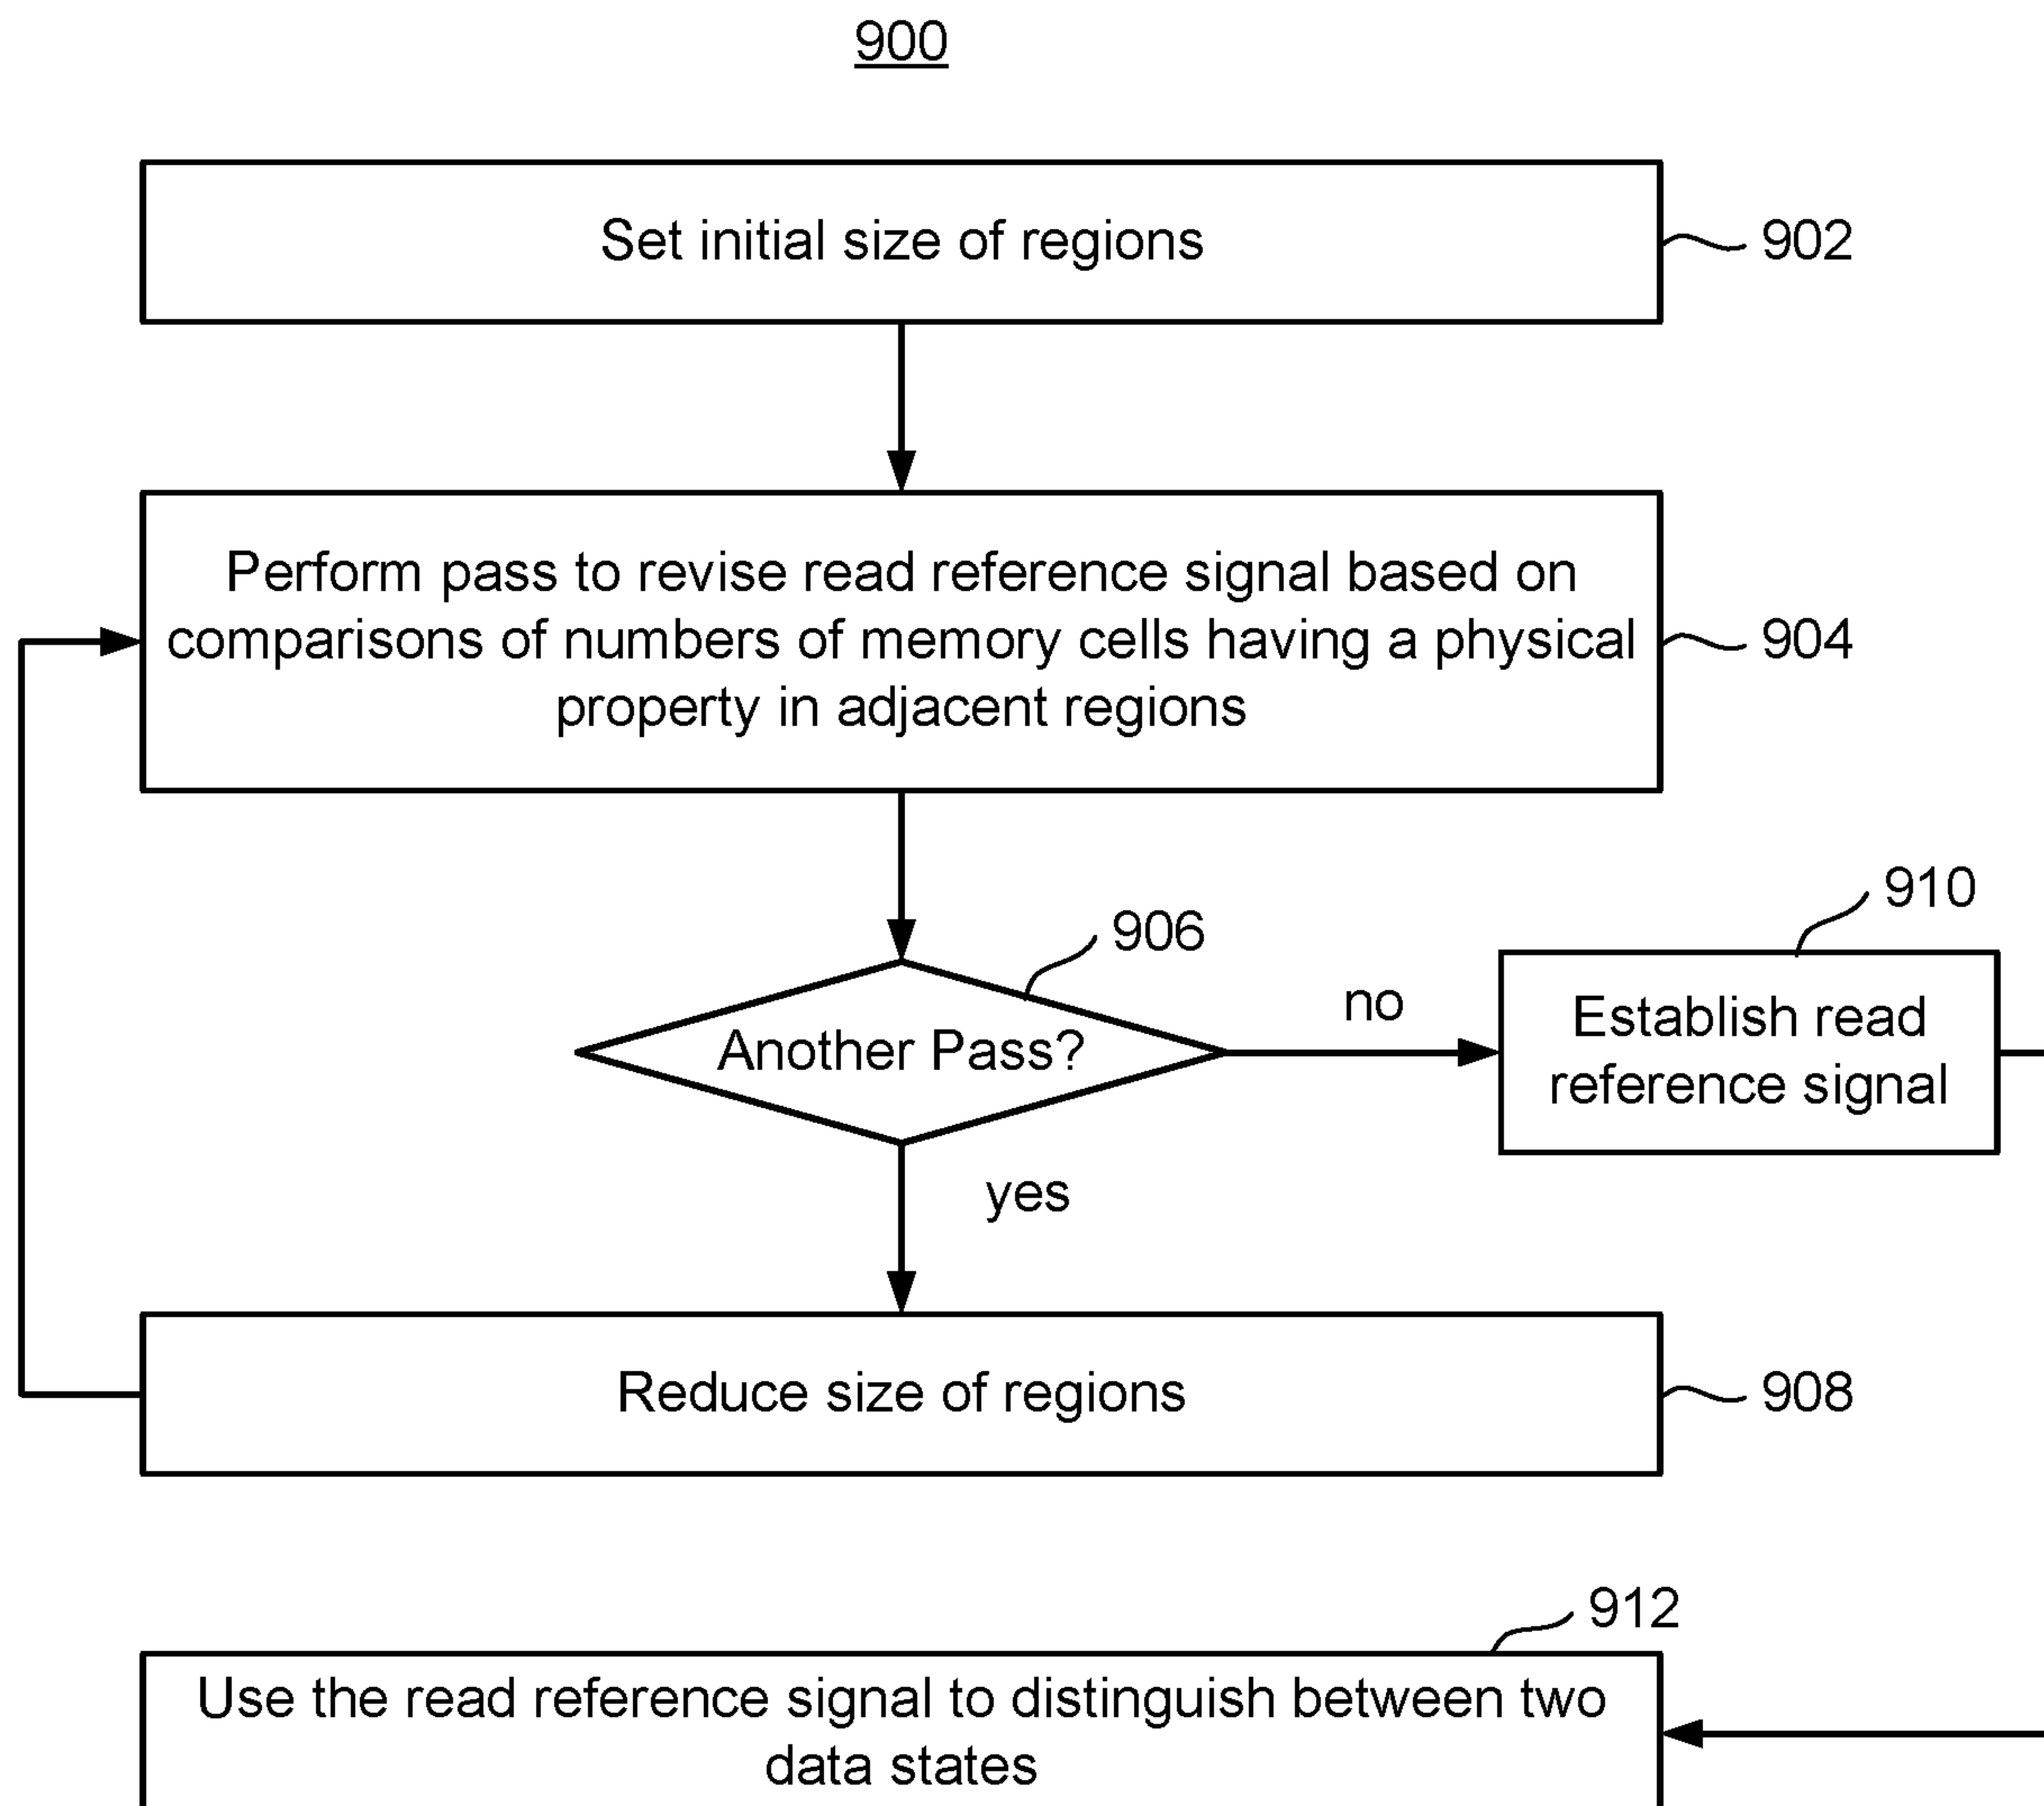 900
Set initial size of regions
902
Perform pass to revise read reference signal based on
comparisons of numbers of memory cells having a physical
property in adjacent regions
904
906
Another Pass?
no
910
Establish read
reference signal
yes
Reduce size of regions
908
912
Use the read reference signal to distinguish between two
data states